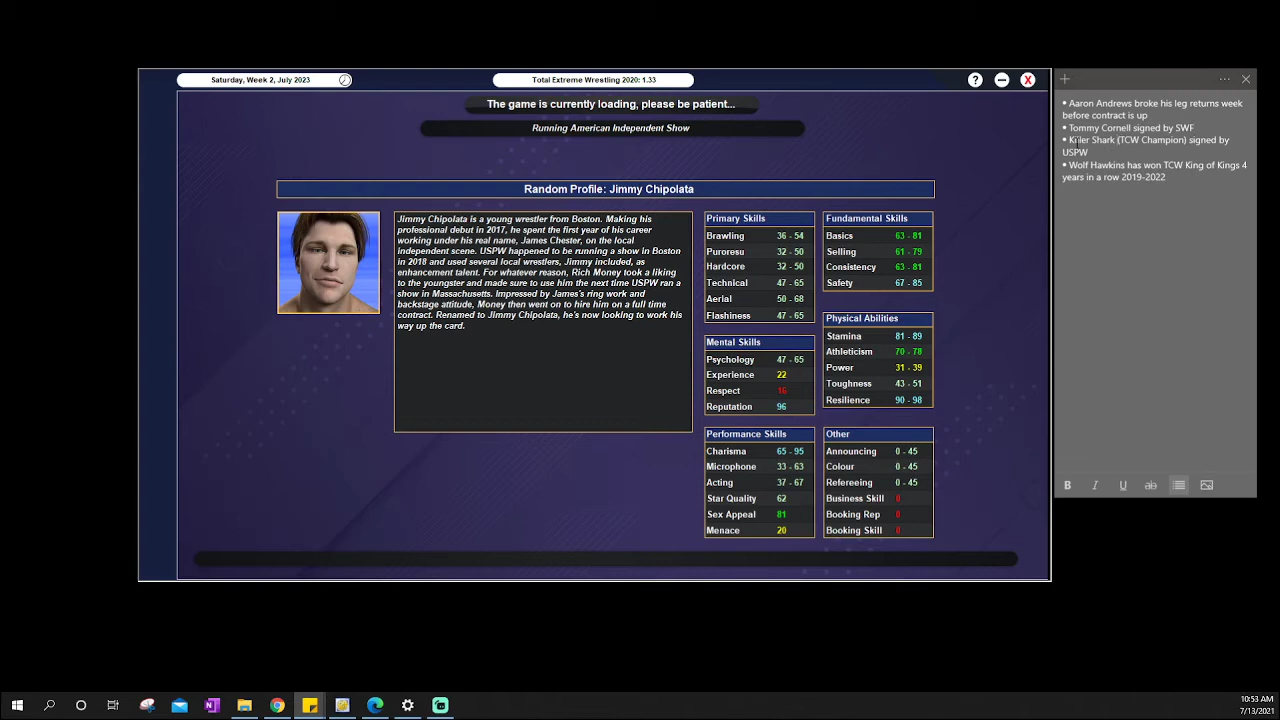 Saturday, Week 2, July 2023
Total Extreme Wrestling 2020: 1.33
?
X
The game is currently loading, please be patient...
Running American Independent Show
Random Profile: Jimmy Chipolata
Jimmy Chipolata is a young wrestler from Boston. Making his
professional debut in 2017, he spent the first year of his career
working under his real name, James Chester, on the local
independent scene. USPW happened to be running a show in Boston
in 2018 and used several local wrestlers, Jimmy included, as
enhancement talent. For whatever reason, Rich Money took a liking
to the youngster and made sure to use him the next time USPW ran a
show in Massachusetts. Impressed by James's ring work and
backstage attitude, Money then went on to hire him on a full time
contract. Renamed to Jimmy Chipolata, he's now looking to work his
way up the card.
Primary Skills
Brawling 36 - 54
Puroresu 32 - 50
Hardcore 32 - 50
Technical 47 - 65
Aerial 50 - 68
Flashiness 47 - 65
Mental Skills
Psychology 47 - 65
Experience 22
Respect 16
Reputation 96
Performance Skills
Charisma 65 - 95
Microphone 33 - 63
Acting 37 - 67
Star Quality 62
Sex Appeal 81
Menace 20
Fundamental Skills
Basics 63 - 81
Selling 61 - 79
Consistency 63 - 81
Safety 67 - 85
Physical Abilities
Stamina 81 - 89
Athleticism 70 - 78
Power 31 - 39
Toughness 43 - 51
Resilience 90 - 98
Other
Announcing 0 - 45
Colour 0 - 45
Refereeing 0 - 45
Business Skill 0
Booking Rep 0
Booking Skill 0
• Aaron Andrews broke his leg returns week
before contract is up
• Tommy Cornell signed by SWF
• Killer Shark (TCW Champion) signed by
USPW
• Wolf Hawkins has won TCW King of Kings 4
years in a row 2019-2022
B I U ab
10:53 AM
7/13/2021